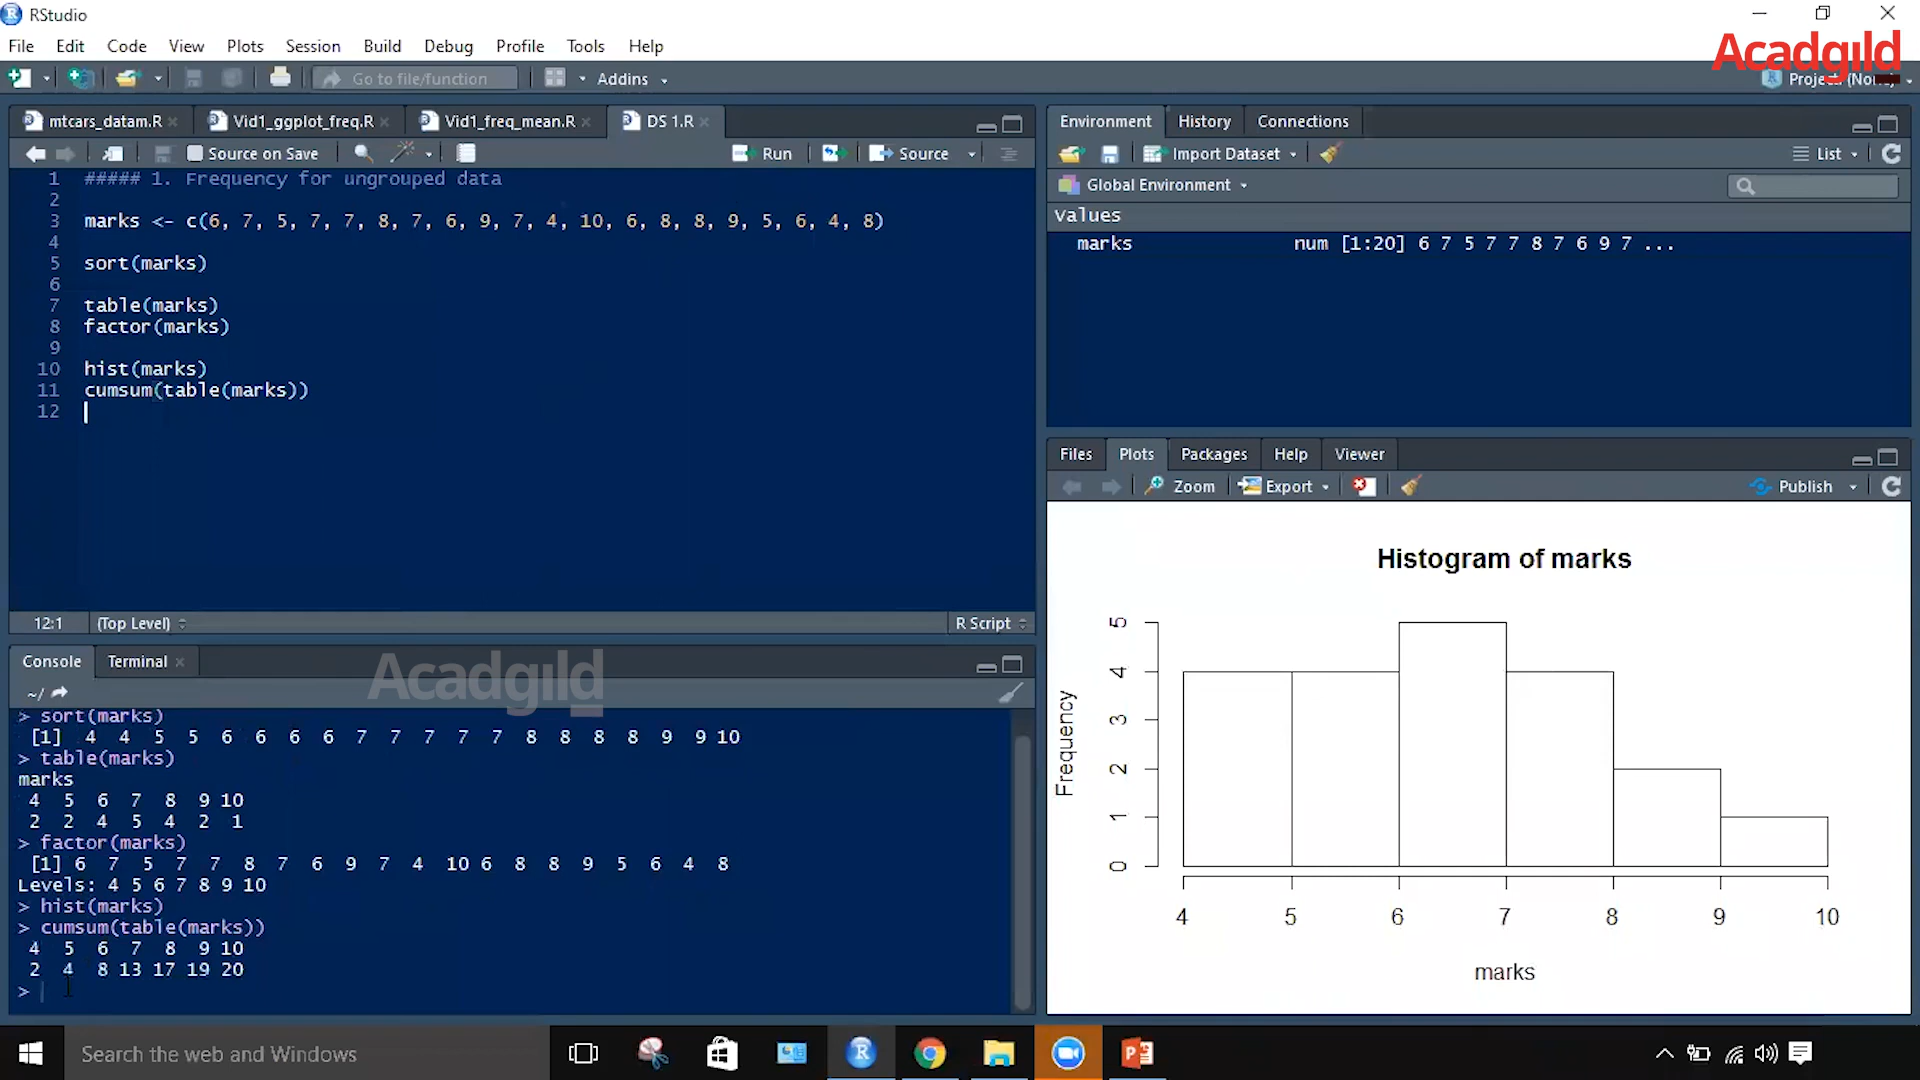 RStudio
File Edit Code View Plots Session Build Debug Profile Tools Help
Acadgild
Go to file/function Addins
mtcars_datam.R Vid1_ggplot_freq.R Vid1_freq_mean.R DS 1.R
Source on Save Run Source
1 ##### 1. Frequency for ungrouped data
2
3 marks <- c(6, 7, 5, 7, 7, 8, 7, 6, 9, 7, 4, 10, 6, 8, 8, 9, 5, 6, 4, 8)
4
5 sort(marks)
6
7 table(marks)
8 factor(marks)
9
10 hist(marks)
11 cumsum(table(marks))
12
12:1 (Top Level) R Script
Console Terminal
Acadgild
~/
> sort(marks)
[1] 4 4 5 5 6 6 6 6 7 7 7 7 7 8 8 8 8 9 9 10
> table(marks)
marks
4 5 6 7 8 9 10
2 2 4 5 4 2 1
> factor(marks)
[1] 6 7 5 7 7 8 7 6 9 7 4 10 6 8 8 9 5 6 4 8
Levels: 4 5 6 7 8 9 10
> hist(marks)
> cumsum(table(marks))
4 5 6 7 8 9 10
2 4 8 13 17 19 20
>
Environment History Connections
Import Dataset List
Global Environment
Values
marks num [1:20] 6 7 5 7 7 8 7 6 9 7 ...
Files Plots Packages Help Viewer
Zoom Export Publish
Histogram of marks
Frequency
5
4
3
2
1
0
4 5 6 7 8 9 10
marks
Search the web and Windows